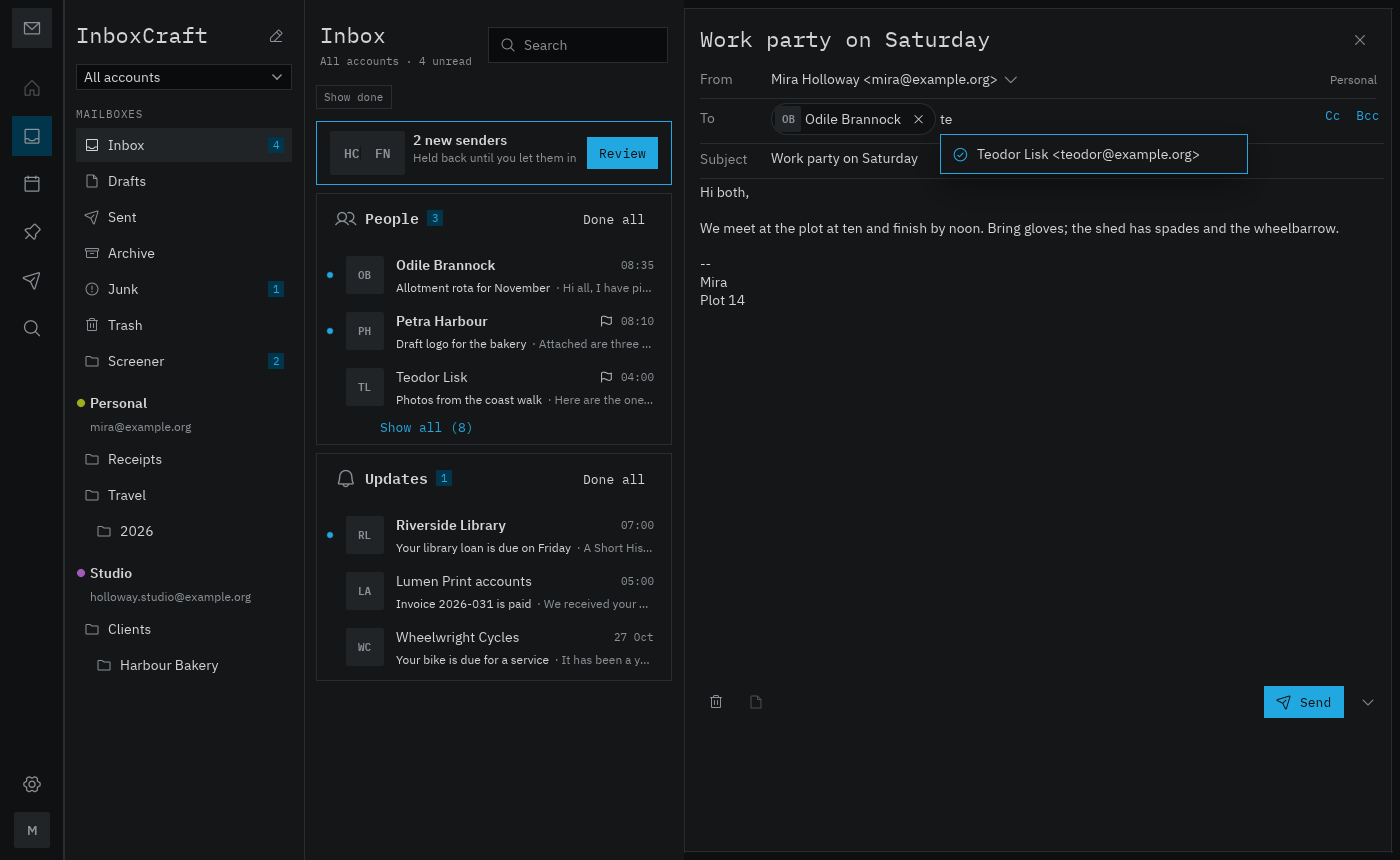 InboxCraft
All accounts
MAILBOXES
Inbox 4
Drafts
Sent
Archive
Junk 1
Trash
Screener 2
Personal
mira@example.org
Receipts
Travel
2026
Studio
holloway.studio@example.org
Clients
Harbour Bakery
M
Inbox
All accounts · 4 unread
Search
Show done
HC FN
2 new senders
Held back until you let them in
Review
People 3
Done all
OB
Odile Brannock 08:35
Allotment rota for November · Hi all, I have pi…
PH
Petra Harbour 08:10
Draft logo for the bakery · Attached are three …
TL
Teodor Lisk 04:00
Photos from the coast walk · Here are the one…
Show all (8)
Updates 1
Done all
RL
Riverside Library 07:00
Your library loan is due on Friday · A Short His…
LA
Lumen Print accounts 05:00
Invoice 2026-031 is paid · We received your …
WC
Wheelwright Cycles 27 Oct
Your bike is due for a service · It has been a y…
Work party on Saturday
From Mira Holloway <mira@example.org> Personal
To OB Odile Brannock te Cc Bcc
Teodor Lisk <teodor@example.org>
Subject Work party on Saturday
Hi both,
We meet at the plot at ten and finish by noon. Bring gloves; the shed has spades and the wheelbarrow.
--
Mira
Plot 14
Send